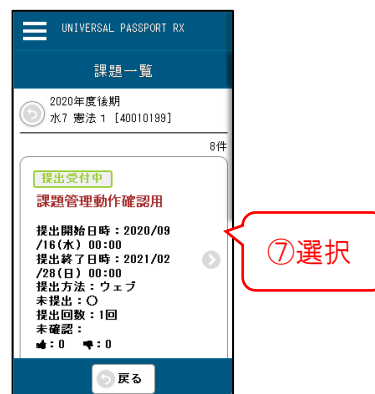 UNIVERSAL PASSPORT RX
課題一覧
2020年度後期
水7 憲法1 [40010199]
8件
提出受付中
課題管理動作確認用
提出開始日時：2020/09
/16(水) 00:00
提出終了日時：2021/02
/28(日) 00:00
提出方法：ウェブ
未提出：○
提出回数：1回
未確認：
👍：0 👎：0
⑦選択
戻る